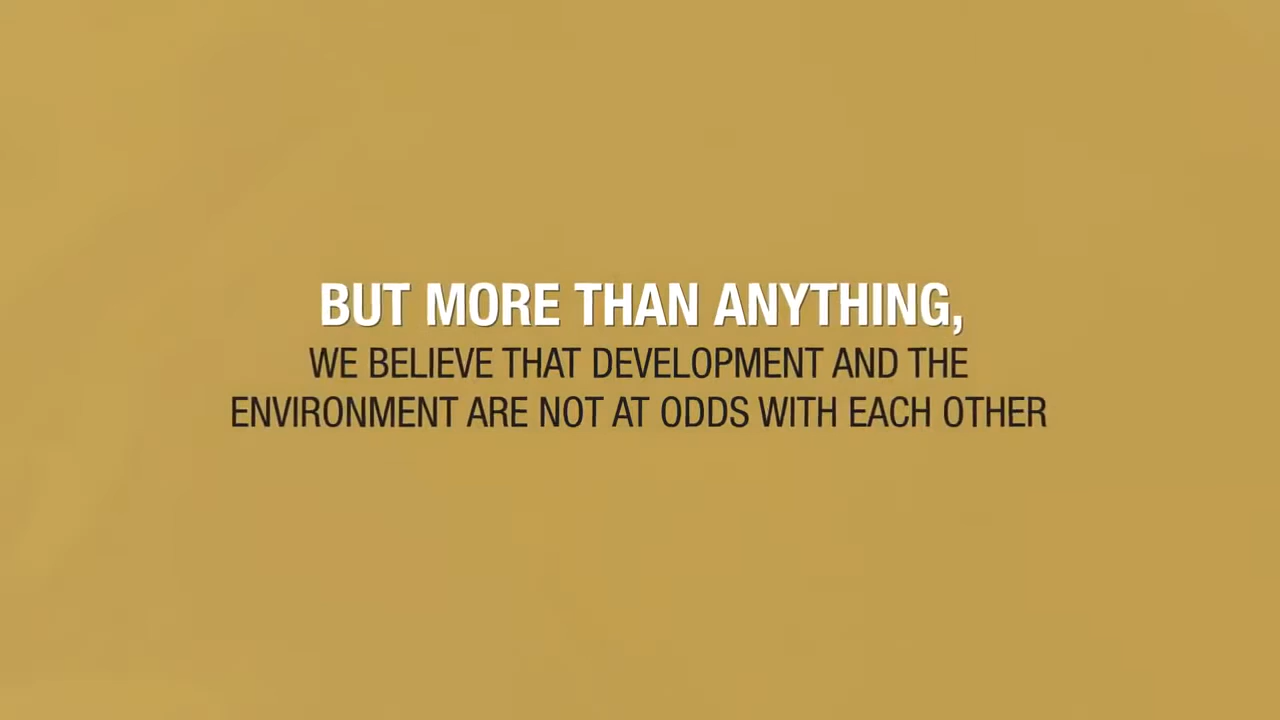 BUT MORE THAN ANYTHING,
WE BELIEVE THAT DEVELOPMENT AND THE
ENVIRONMENT ARE NOT AT ODDS WITH EACH OTHER